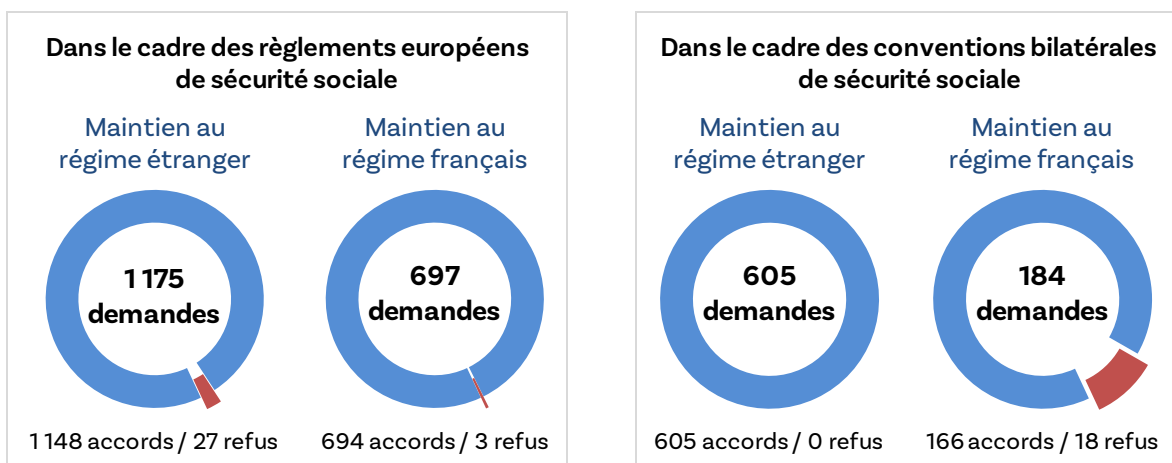 Dans le cadre des règlements européens
de sécurité sociale
Maintien au
régime étranger
Maintien au
régime français
1 175
demandes
697
demandes
1 148 accords / 27 refus
694 accords / 3 refus
Dans le cadre des conventions bilatérales
de sécurité sociale
Maintien au
régime étranger
Maintien au
régime français
605
demandes
184
demandes
605 accords / 0 refus
166 accords / 18 refus